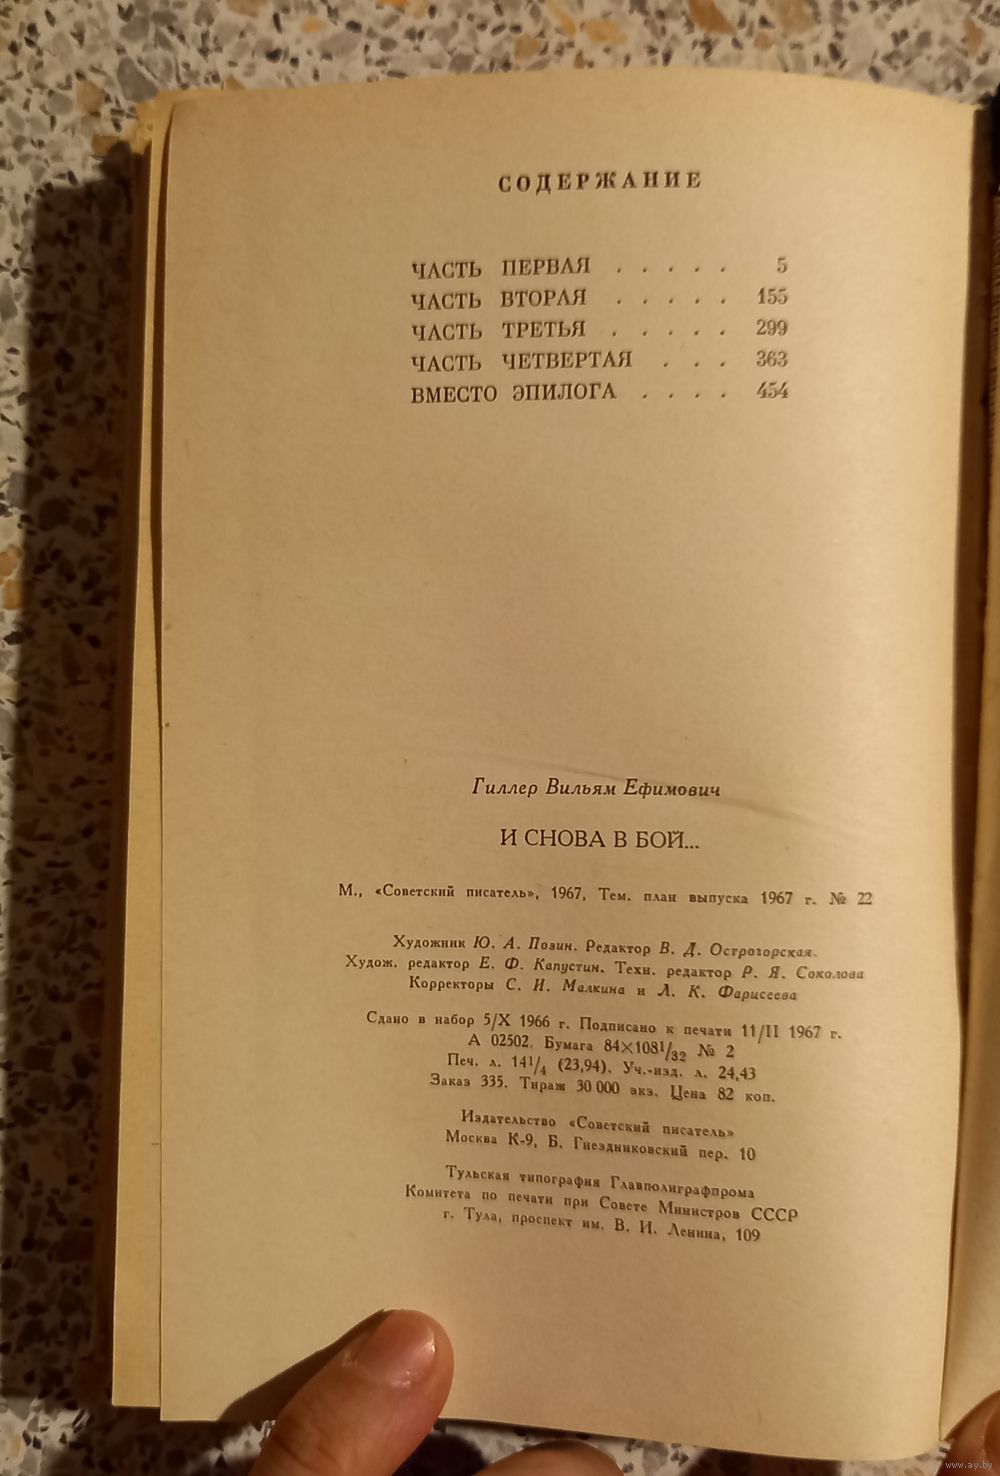 СОДЕРЖАНИЕ
ЧАСТЬ ПЕРВАЯ . . . . . 5
ЧАСТЬ ВТОРАЯ . . . . . 155
ЧАСТЬ ТРЕТЬЯ . . . . . 299
ЧАСТЬ ЧЕТВЕРТАЯ . . . 363
ВМЕСТО ЭПИЛОГА . . . . 454
Гиллер Вильям Ефимович
И СНОВА В БОЙ...
М., «Советский писатель», 1967, Тем. план выпуска 1967 г. № 22
Художник Ю. А. Позин. Редактор В. Д. Острогорская.
Худож. редактор Е. Ф. Капустин. Техн. редактор Р. Я. Соколова
Корректоры С. И. Малкина и Л. К. Фарисеева
Сдано в набор 5/X 1966 г. Подписано к печати 11/II 1967 г.
А 02502. Бумага 84×108¹/₃₂ № 2
Печ. л. 14¹/₄ (23,94). Уч.-изд. л. 24,43
Заказ 335. Тираж 30 000 экз. Цена 82 коп.
Издательство «Советский писатель»
Москва К-9, Б. Гнездниковский пер. 10
Тульская типография Главполиграфпрома
Комитета по печати при Совете Министров СССР
г. Тула, проспект им. В. И. Ленина, 109
www.ay.by